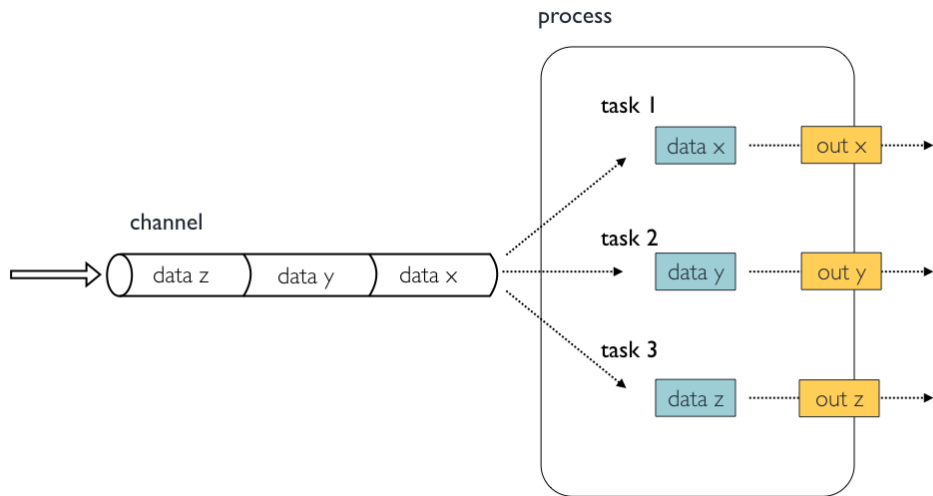 process
task 1
data x
out x
channel
task 2
data z
data y
data x
data y
out y
task 3
data z
out z